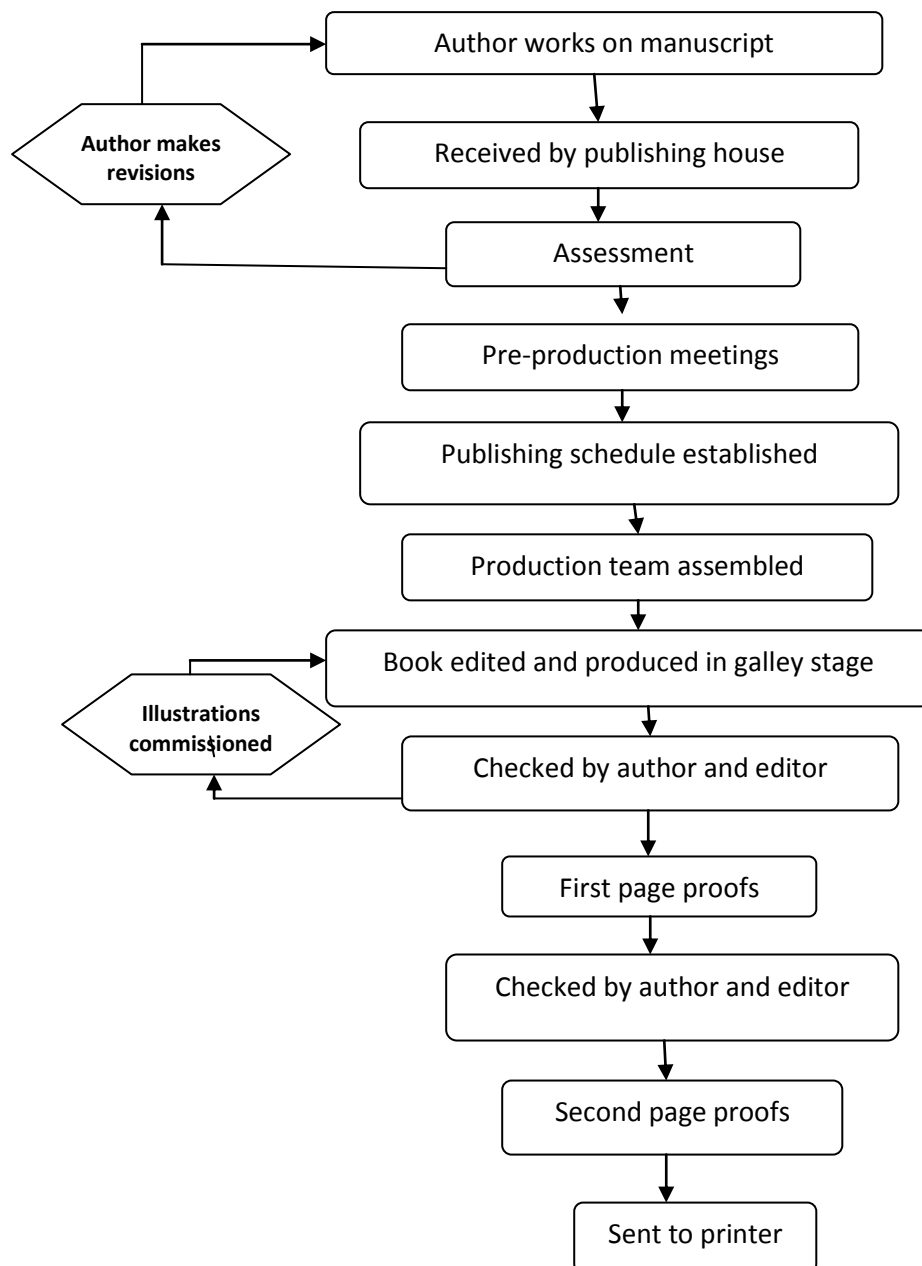 Author works on manuscript
Author makes
revisions
Received by publishing house
Assessment
Pre-production meetings
Publishing schedule established
Production team assembled
Book edited and produced in galley stage
Illustrations
commissioned
Checked by author and editor
First page proofs
Checked by author and editor
Second page proofs
Sent to printer